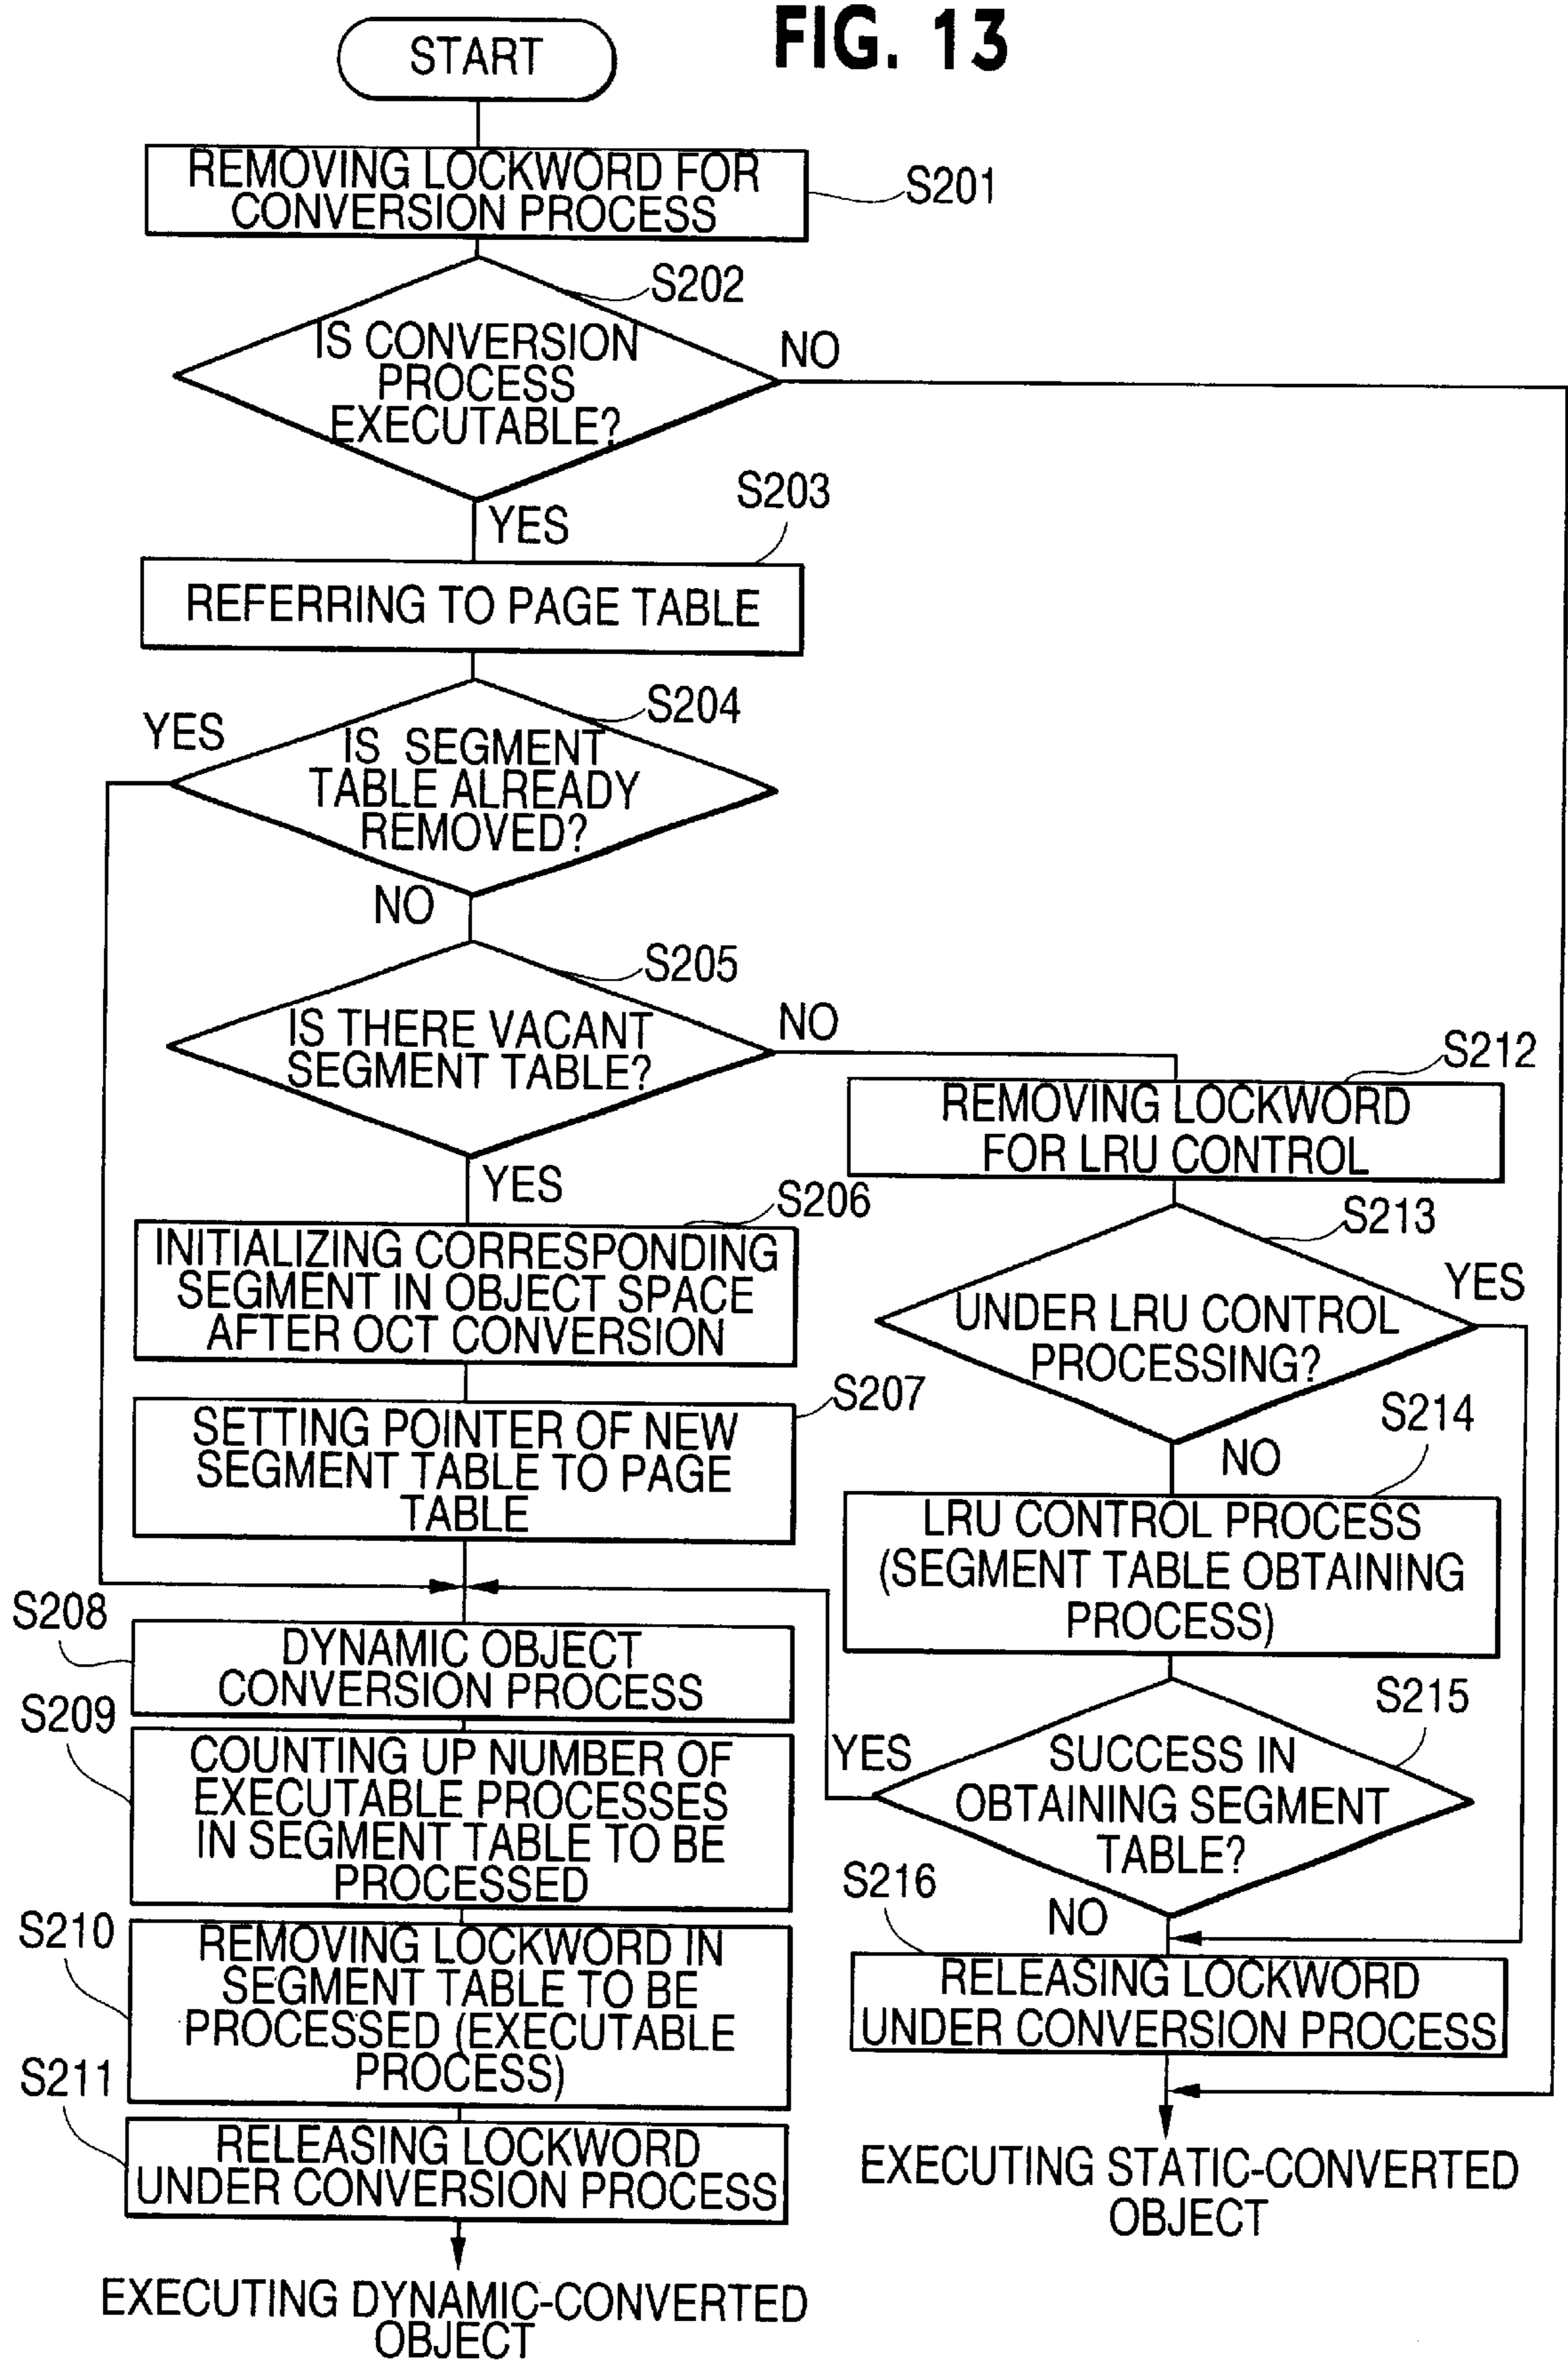 FIG. 13
START
REMOVING LOCKWORD FOR
CONVERSION PROCESS
S201
S202
IS CONVERSION
PROCESS
EXECUTABLE?
NO
YES
S203
REFERRING TO PAGE TABLE
S204
YES
IS SEGMENT
TABLE ALREADY
REMOVED?
NO
S205
IS THERE VACANT
SEGMENT TABLE?
NO
YES
S206
INITIALIZING CORRESPONDING
SEGMENT IN OBJECT SPACE
AFTER OCT CONVERSION
S207
SETTING POINTER OF NEW
SEGMENT TABLE TO PAGE
TABLE
S208
DYNAMIC OBJECT
CONVERSION PROCESS
S209
COUNTING UP NUMBER OF
EXECUTABLE PROCESSES
IN SEGMENT TABLE TO BE
PROCESSED
S210
REMOVING LOCKWORD IN
SEGMENT TABLE TO BE
PROCESSED (EXECUTABLE
PROCESS)
S211
RELEASING LOCKWORD
UNDER CONVERSION PROCESS
EXECUTING DYNAMIC-CONVERTED
OBJECT
S212
REMOVING LOCKWORD
FOR LRU CONTROL
S213
YES
UNDER LRU CONTROL
PROCESSING?
NO
S214
LRU CONTROL PROCESS
(SEGMENT TABLE OBTAINING
PROCESS)
S215
YES
SUCCESS IN
OBTAINING SEGMENT
TABLE?
S216
NO
RELEASING LOCKWORD
UNDER CONVERSION PROCESS
EXECUTING STATIC-CONVERTED
OBJECT